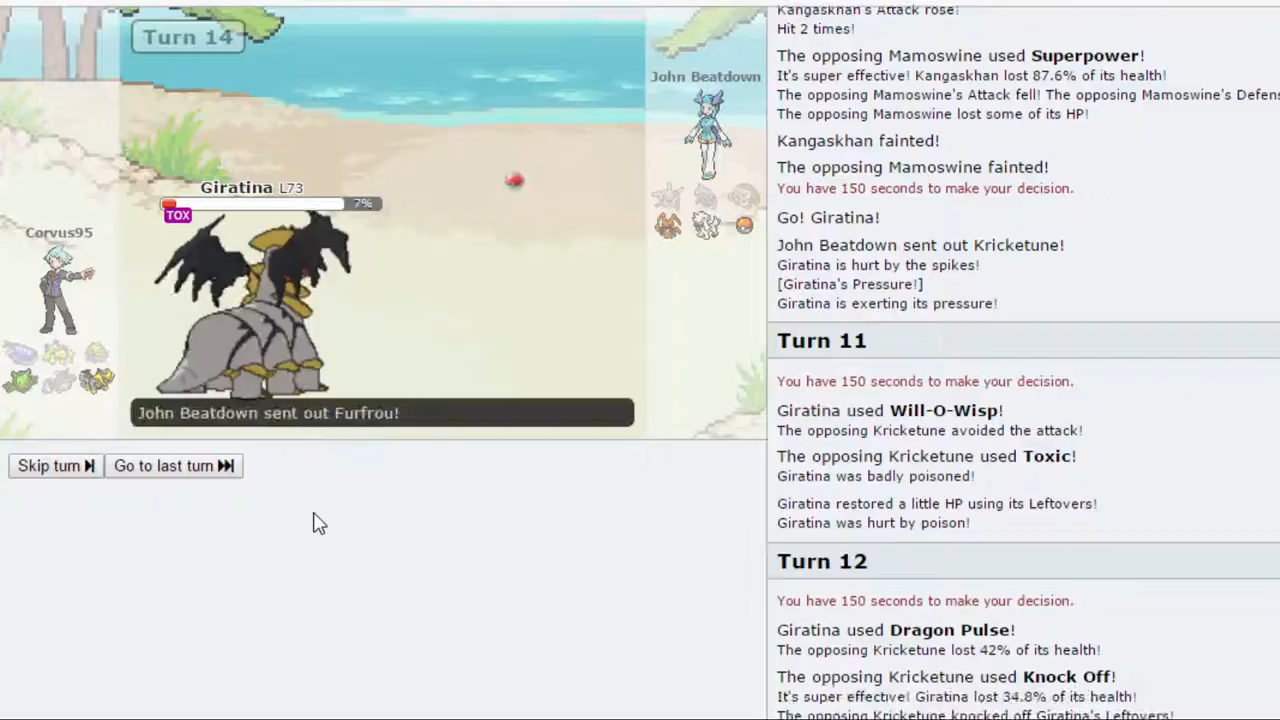 Turn 14
John Beatdown
Giratina L73
7%
TOX
Corvus95
John Beatdown sent out Furfrou!
Skip turn
Go to last turn
Kangaskhan's Attack rose!
Hit 2 times!
The opposing Mamoswine used Superpower!
It's super effective! Kangaskhan lost 87.6% of its health!
The opposing Mamoswine's Attack fell! The opposing Mamoswine's Defens
The opposing Mamoswine lost some of its HP!
Kangaskhan fainted!
The opposing Mamoswine fainted!
You have 150 seconds to make your decision.
Go! Giratina!
John Beatdown sent out Kricketune!
Giratina is hurt by the spikes!
[Giratina's Pressure!]
Giratina is exerting its pressure!
Turn 11
You have 150 seconds to make your decision.
Giratina used Will-O-Wisp!
The opposing Kricketune avoided the attack!
The opposing Kricketune used Toxic!
Giratina was badly poisoned!
Giratina restored a little HP using its Leftovers!
Giratina was hurt by poison!
Turn 12
You have 150 seconds to make your decision.
Giratina used Dragon Pulse!
The opposing Kricketune lost 42% of its health!
The opposing Kricketune used Knock Off!
It's super effective! Giratina lost 34.8% of its health!
The opposing Kricketune knocked off Giratina's Leftovers!